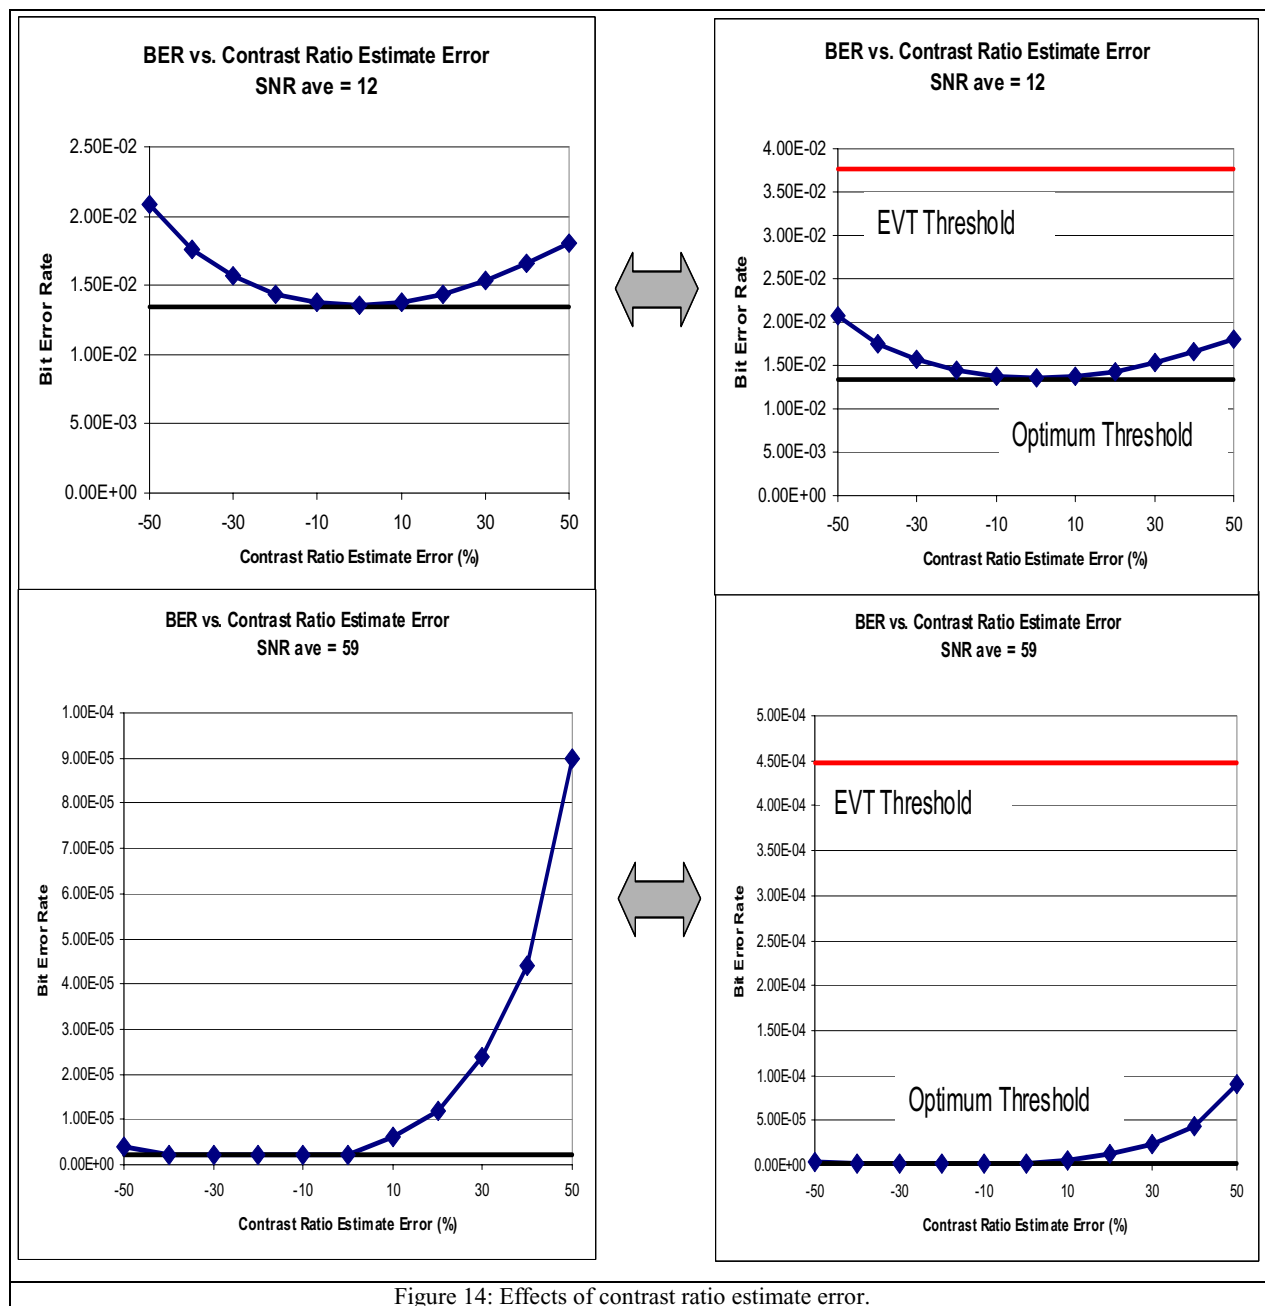 BER vs. Contrast Ratio Estimate Error
SNR ave = 12
Bit Error Rate
2.50E-02
2.00E-02
1.50E-02
1.00E-02
5.00E-03
0.00E+00
-50 -30 -10 10 30 50
Contrast Ratio Estimate Error (%)
BER vs. Contrast Ratio Estimate Error
SNR ave = 12
Bit Error Rate
4.00E-02
3.50E-02
3.00E-02
2.50E-02
2.00E-02
1.50E-02
1.00E-02
5.00E-03
0.00E+00
EVT Threshold
Optimum Threshold
-50 -30 -10 10 30 50
Contrast Ratio Estimate Error (%)
BER vs. Contrast Ratio Estimate Error
SNR ave = 59
Bit Error Rate
1.00E-04
9.00E-05
8.00E-05
7.00E-05
6.00E-05
5.00E-05
4.00E-05
3.00E-05
2.00E-05
1.00E-05
0.00E+00
-50 -30 -10 10 30 50
Contrast Ratio Estimate Error (%)
BER vs. Contrast Ratio Estimate Error
SNR ave = 59
Bit Error Rate
5.00E-04
4.50E-04
4.00E-04
3.50E-04
3.00E-04
2.50E-04
2.00E-04
1.50E-04
1.00E-04
5.00E-05
0.00E+00
EVT Threshold
Optimum Threshold
-50 -30 -10 10 30 50
Contrast Ratio Estimate Error (%)
Figure 14: Effects of contrast ratio estimate error.